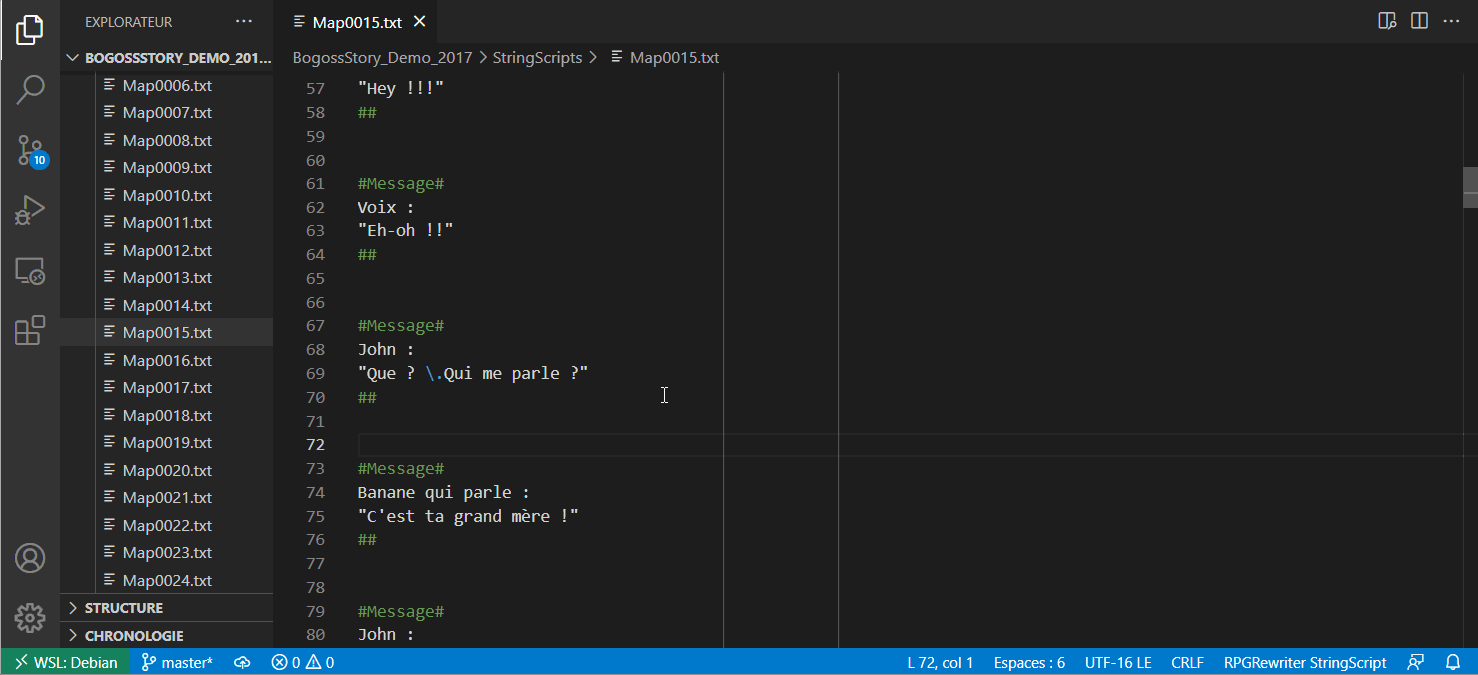 EXPLORATEUR ···
BOGOSSSTORY_DEMO_201...
Map0006.txt
Map0007.txt
Map0008.txt
Map0009.txt
Map0010.txt
Map0011.txt
Map0012.txt
Map0013.txt
Map0014.txt
Map0015.txt
Map0016.txt
Map0017.txt
Map0018.txt
Map0019.txt
Map0020.txt
Map0021.txt
Map0022.txt
Map0023.txt
Map0024.txt
STRUCTURE
CHRONOLOGIE
10
Map0015.txt
BogossStory_Demo_2017 > StringScripts > Map0015.txt
57 "Hey !!!"
58 ##
59
60
61 #Message#
62 Voix :
63 "Eh-oh !!"
64 ##
65
66
67 #Message#
68 John :
69 "Que ? \.Qui me parle ?"
70 ##
71
72
73 #Message#
74 Banane qui parle :
75 "C'est ta grand mère !"
76 ##
77
78
79 #Message#
80 John :
WSL: Debian master* 0 0 L 72, col 1 Espaces : 6 UTF-16 LE CRLF RPGRewriter StringScript